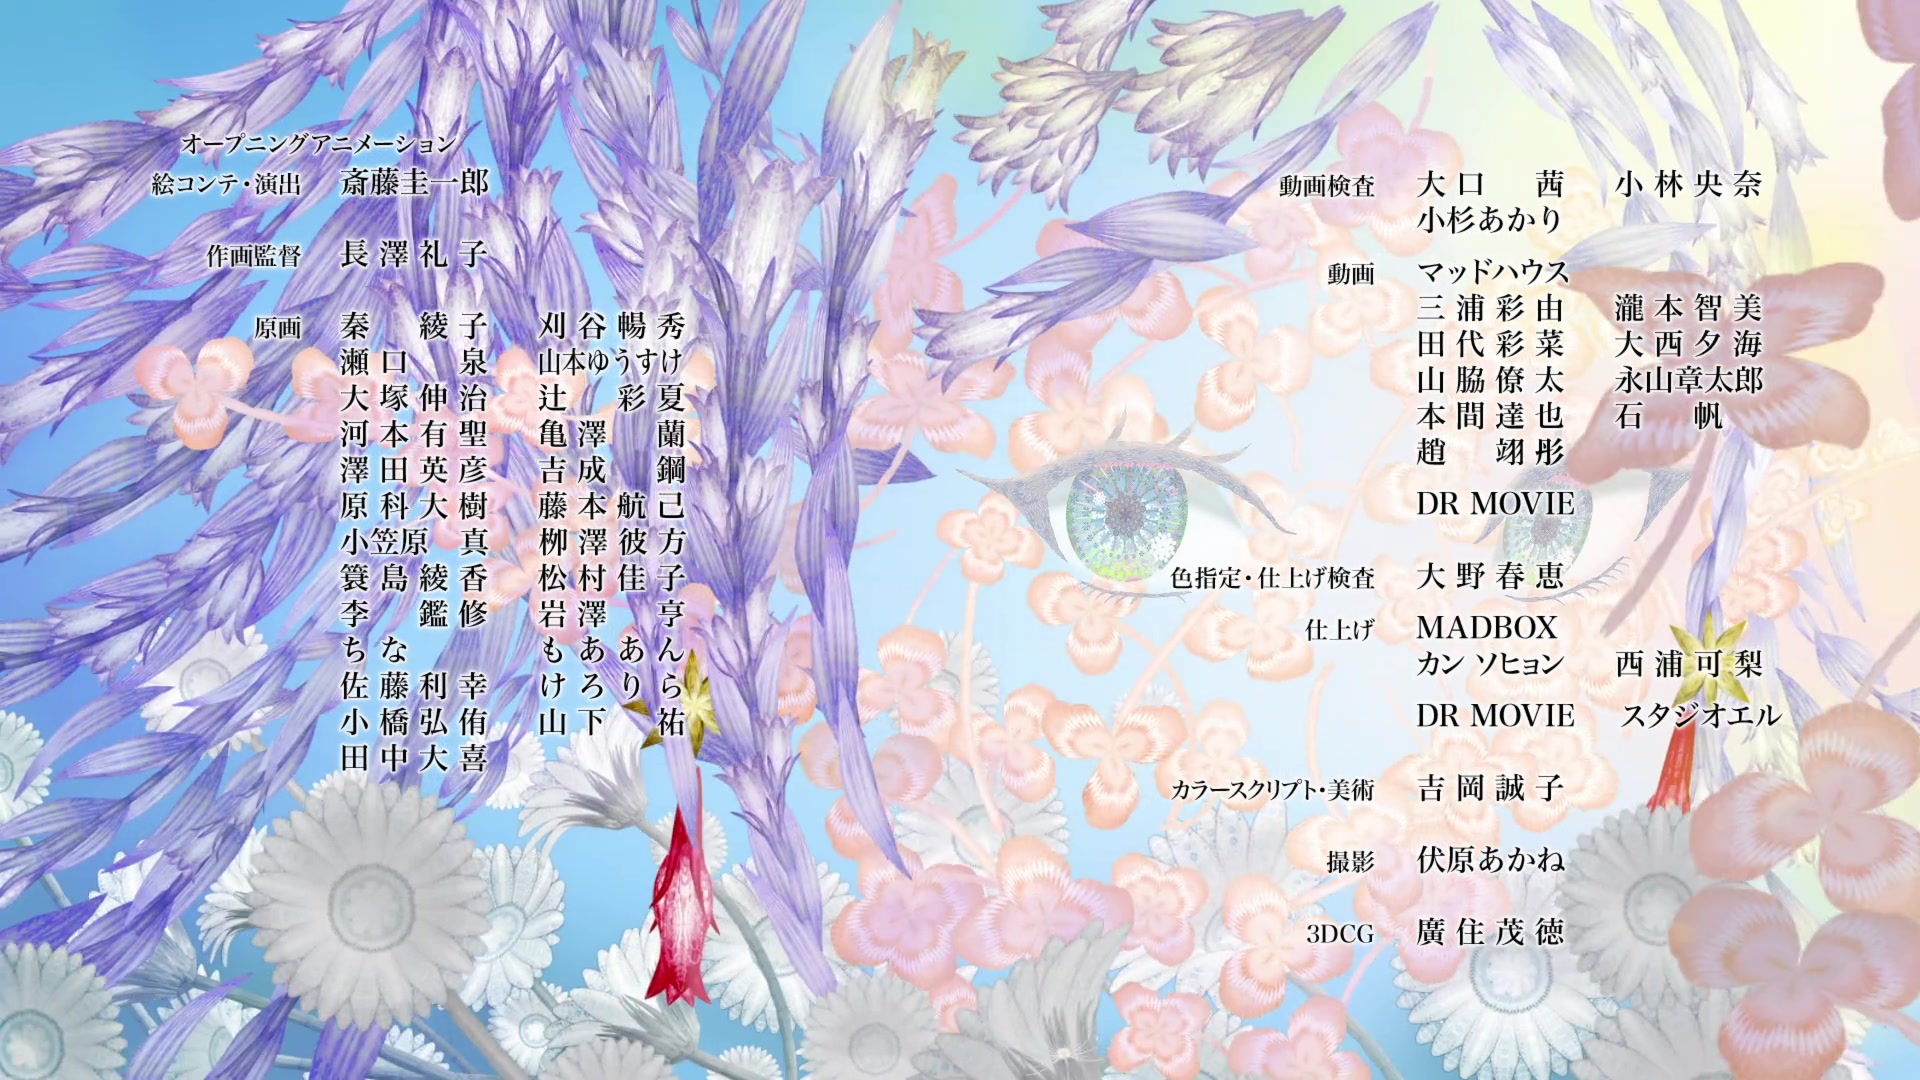 オープニングアニメーション
絵コンテ・演出 斎藤圭一郎
作画監督 長澤礼子
原画 秦綾子 刈谷暢秀
瀬口泉 山本ゆうすけ
大塚伸治 辻彩夏
河本有聖 亀澤蘭
澤田英彦 吉成鋼
原科大樹 藤本航己
小笠原真 栁澤彼方
簑島綾香 松村佳子
李鑑修 岩澤亨
ちな もああん
佐藤利幸 けろりら
小橋弘侑 山下祐
田中大喜
動画検査 大口茜 小林央奈
小杉あかり
動画 マッドハウス
三浦彩由 瀧本智美
田代彩菜 大西夕海
山脇僚太 永山章太郎
本間達也 石帆
趙翊彤
DR MOVIE
色指定・仕上げ検査 大野春恵
仕上げ MADBOX
カン ソヒョン 西浦可梨
DR MOVIE スタジオエル
カラースクリプト・美術 吉岡誠子
撮影 伏原あかね
3DCG 廣住茂徳